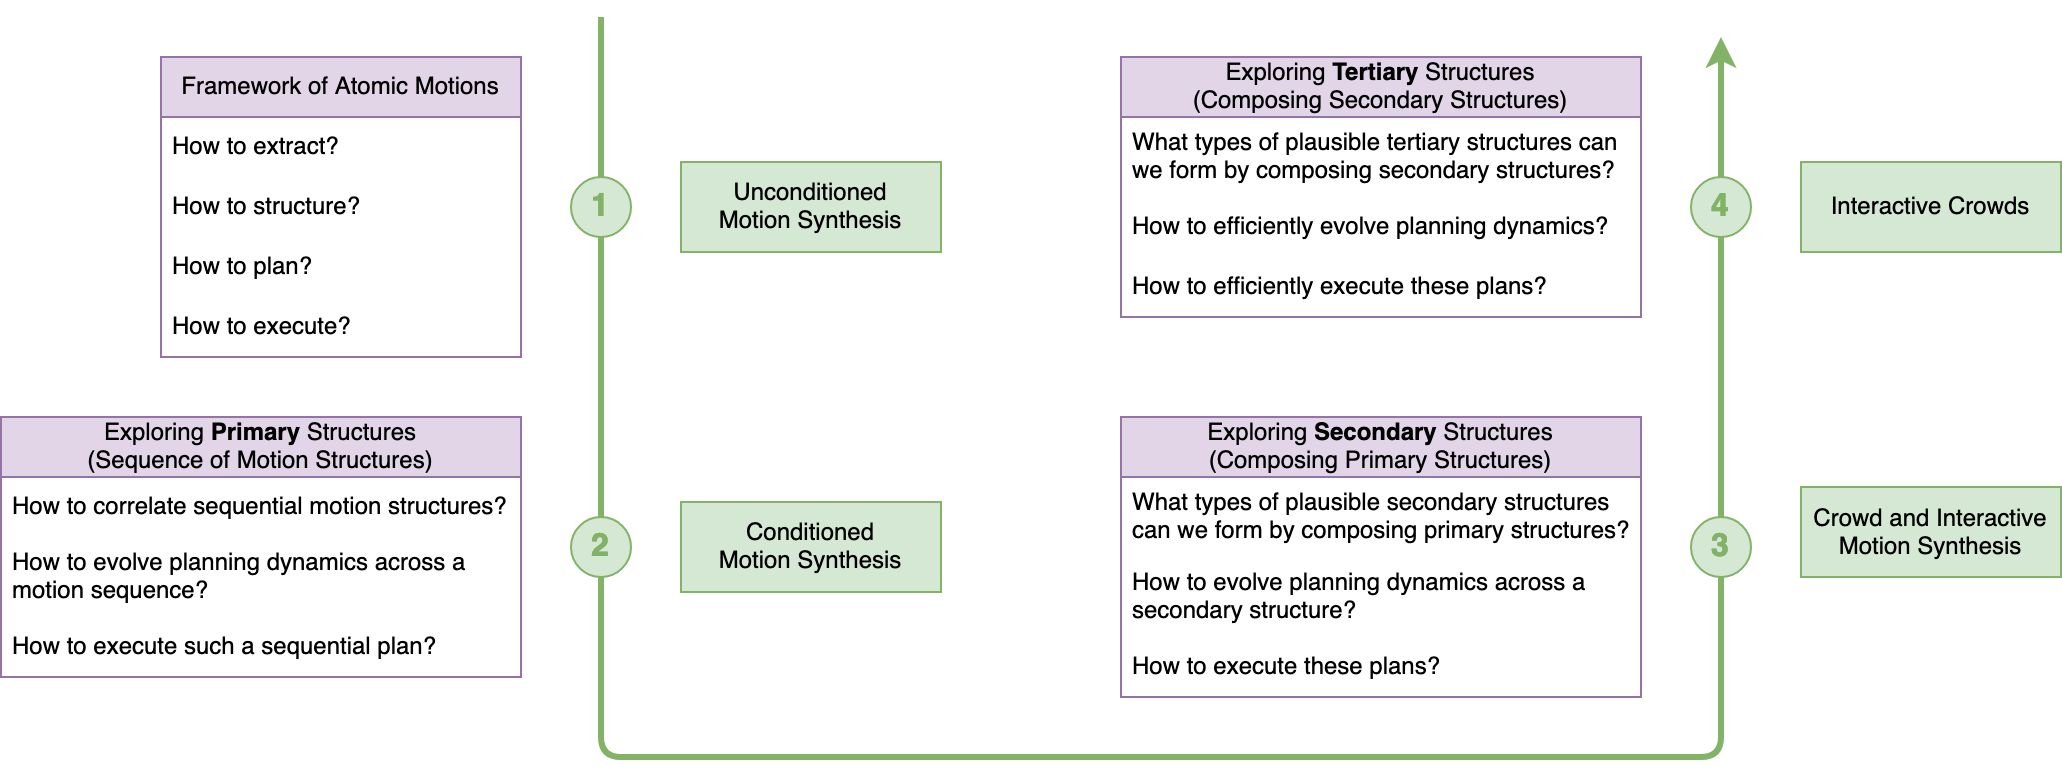 Framework of Atomic Motions
How to extract?
How to structure?
How to plan?
How to execute?
1
Unconditioned
Motion Synthesis
Exploring Primary Structures
(Sequence of Motion Structures)
How to correlate sequential motion structures?
How to evolve planning dynamics across a
motion sequence?
How to execute such a sequential plan?
2
Conditioned
Motion Synthesis
Exploring Secondary Structures
(Composing Primary Structures)
What types of plausible secondary structures
can we form by composing primary structures?
How to evolve planning dynamics across a
secondary structure?
How to execute these plans?
3
Crowd and Interactive
Motion Synthesis
Exploring Tertiary Structures
(Composing Secondary Structures)
What types of plausible tertiary structures can
we form by composing secondary structures?
How to efficiently evolve planning dynamics?
How to efficiently execute these plans?
4
Interactive Crowds